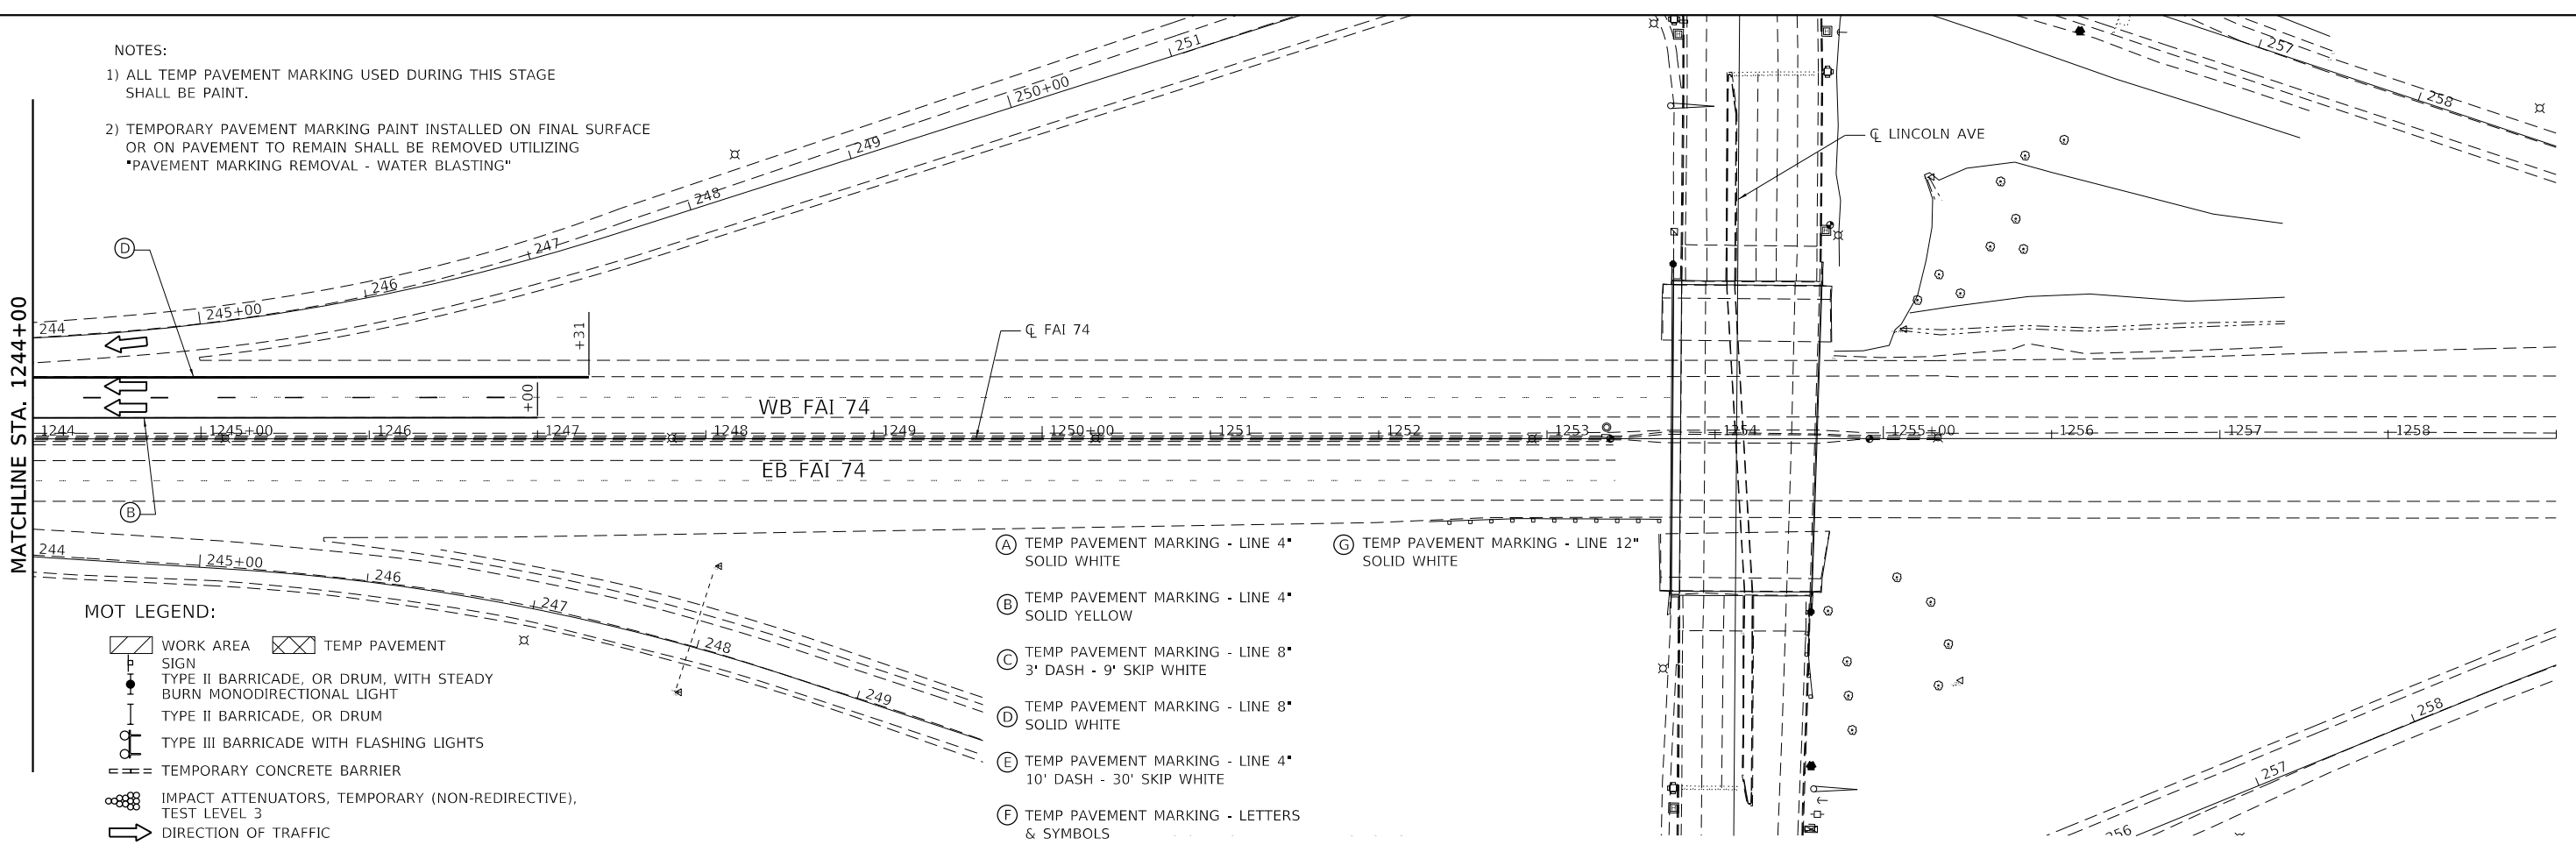 NOTES:
1) ALL TEMP PAVEMENT MARKING USED DURING THIS STAGE
SHALL BE PAINT.
2) TEMPORARY PAVEMENT MARKING PAINT INSTALLED ON FINAL SURFACE
OR ON PAVEMENT TO REMAIN SHALL BE REMOVED UTILIZING
"PAVEMENT MARKING REMOVAL - WATER BLASTING"
MATCHLINE STA. 1244+00
244
245+00
246
247
248
249
250+00
251
257
258
℄ LINCOLN AVE
D
+31
℄ FAI 74
+00
WB FAI 74
1244
1245+00
1246
1247
1248
1249
1250+00
1251
1252
1253
1254
1255+00
1256
1257
1258
EB FAI 74
B
244
245+00
246
247
248
249
256
257
258
MOT LEGEND:
WORK AREA
TEMP PAVEMENT
SIGN
TYPE II BARRICADE, OR DRUM, WITH STEADY
BURN MONODIRECTIONAL LIGHT
TYPE II BARRICADE, OR DRUM
TYPE III BARRICADE WITH FLASHING LIGHTS
TEMPORARY CONCRETE BARRIER
IMPACT ATTENUATORS, TEMPORARY (NON-REDIRECTIVE),
TEST LEVEL 3
DIRECTION OF TRAFFIC
A TEMP PAVEMENT MARKING - LINE 4"
SOLID WHITE
B TEMP PAVEMENT MARKING - LINE 4"
SOLID YELLOW
C TEMP PAVEMENT MARKING - LINE 8"
3' DASH - 9' SKIP WHITE
D TEMP PAVEMENT MARKING - LINE 8"
SOLID WHITE
E TEMP PAVEMENT MARKING - LINE 4"
10' DASH - 30' SKIP WHITE
F TEMP PAVEMENT MARKING - LETTERS
& SYMBOLS
G TEMP PAVEMENT MARKING - LINE 12"
SOLID WHITE